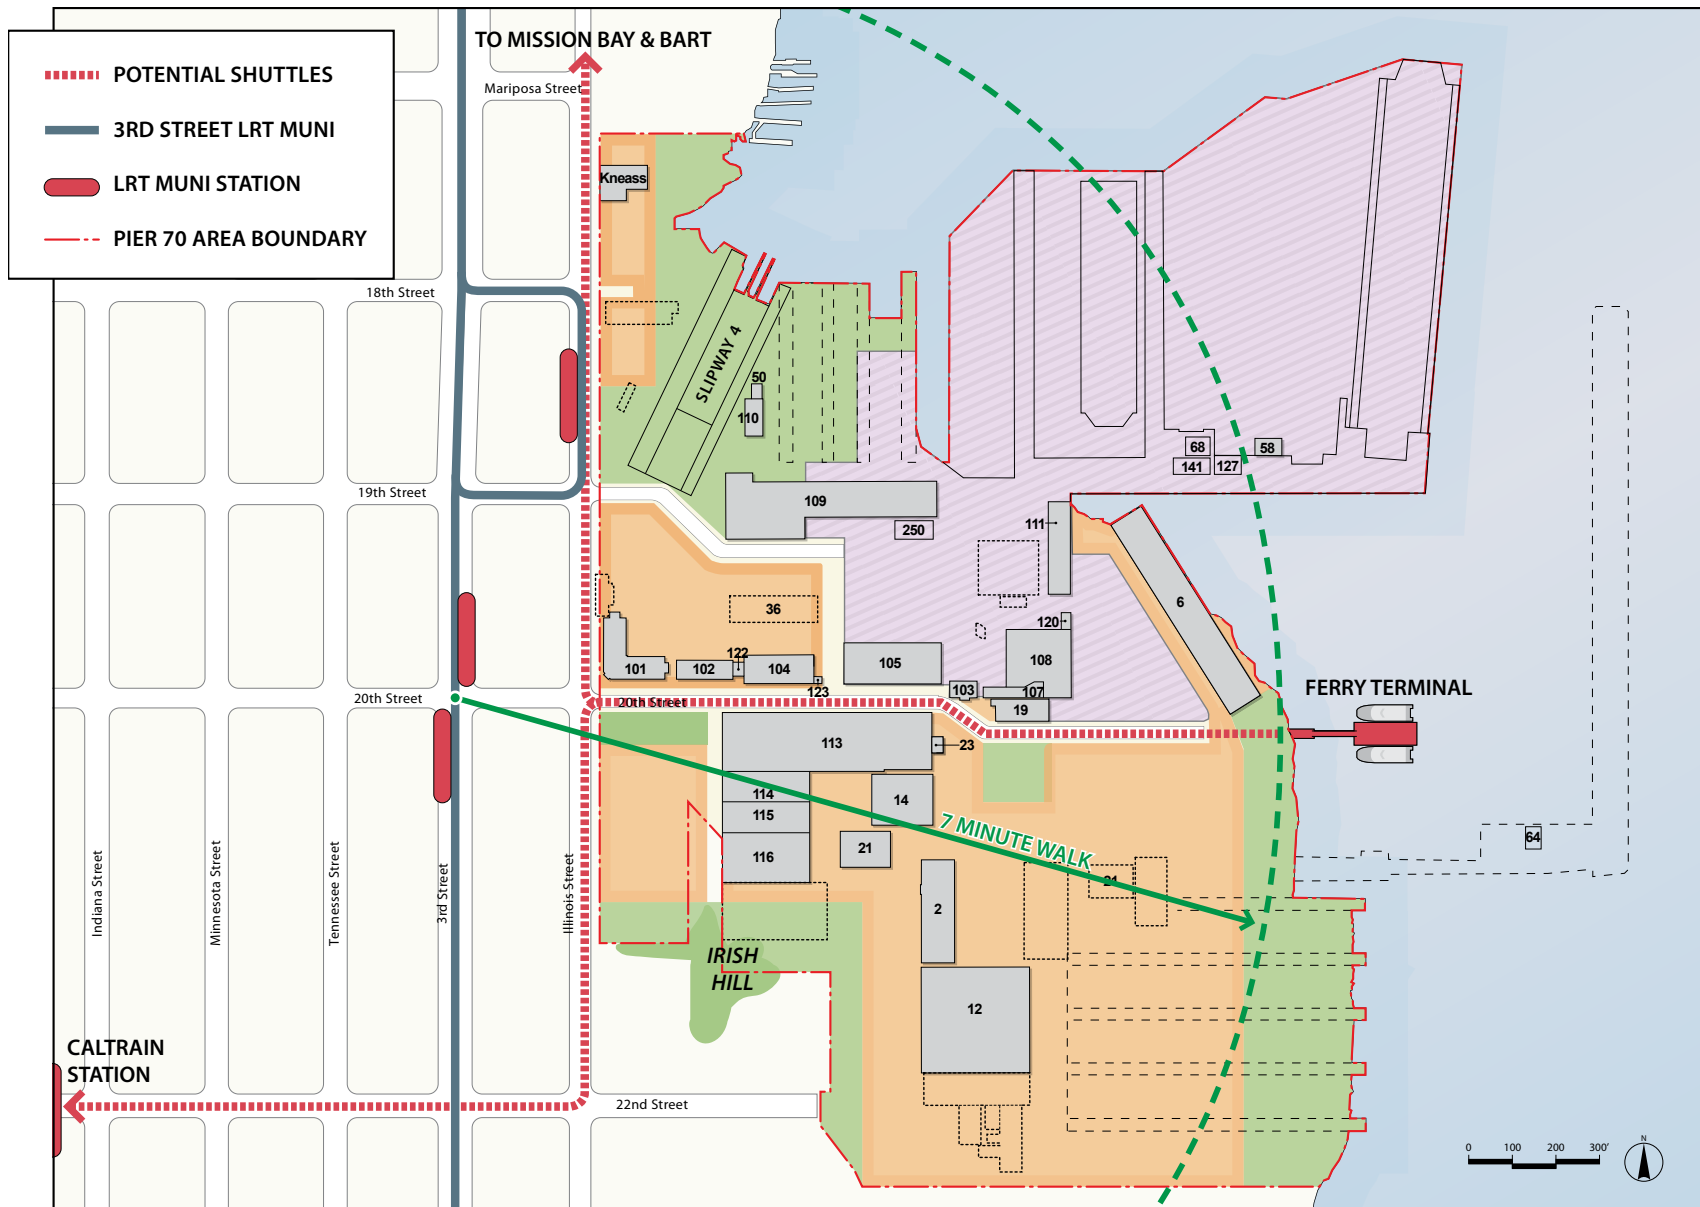 TO MISSION BAY & BART
POTENTIAL SHUTTLES
3RD STREET LRT MUNI
LRT MUNI STATION
PIER 70 AREA BOUNDARY
Mariposa Street
Kneass
18th Street
SLIPWAY 4
50
110
68
58
141
127
19th Street
109
250
111
36
6
120
122
101
102
104
105
108
123
103
107
19
20th Street
20th Street
FERRY TERMINAL
113
23
114
14
115
7 MINUTE WALK
64
21
116
21
2
Indiana Street
Minnesota Street
Tennessee Street
3rd Street
Illinois Street
IRISH
HILL
12
CALTRAIN
STATION
22nd Street
0 100 200 300'
N